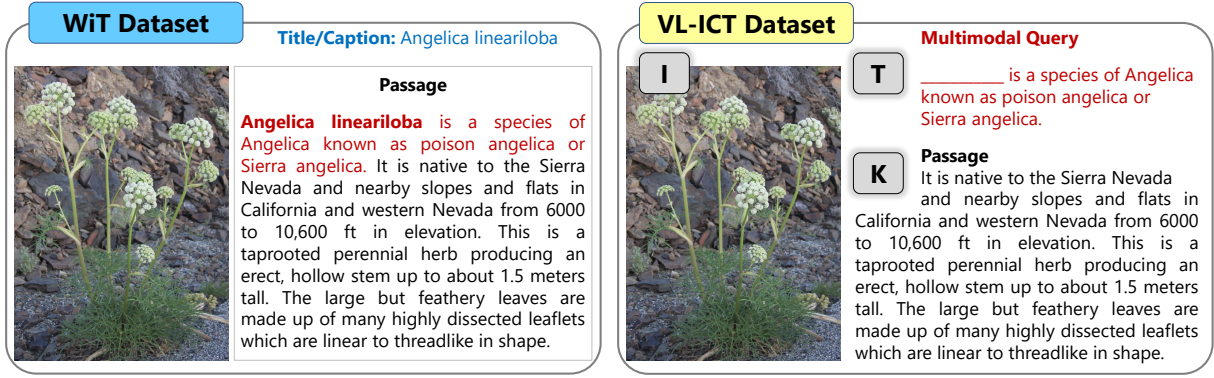 WiT Dataset
Title/Caption: Angelica lineariloba
Passage
Angelica lineariloba is a species of
Angelica known as poison angelica or
Sierra angelica. It is native to the Sierra
Nevada and nearby slopes and flats in
California and western Nevada from 6000
to 10,600 ft in elevation. This is a
taprooted perennial herb producing an
erect, hollow stem up to about 1.5 meters
tall. The large but feathery leaves are
made up of many highly dissected leaflets
which are linear to threadlike in shape.
VL-ICT Dataset
I
Multimodal Query
T
__________ is a species of Angelica
known as poison angelica or
Sierra angelica.
K
Passage
It is native to the Sierra Nevada
and nearby slopes and flats in
California and western Nevada from 6000
to 10,600 ft in elevation. This is a
taprooted perennial herb producing an
erect, hollow stem up to about 1.5 meters
tall. The large but feathery leaves are
made up of many highly dissected leaflets
which are linear to threadlike in shape.